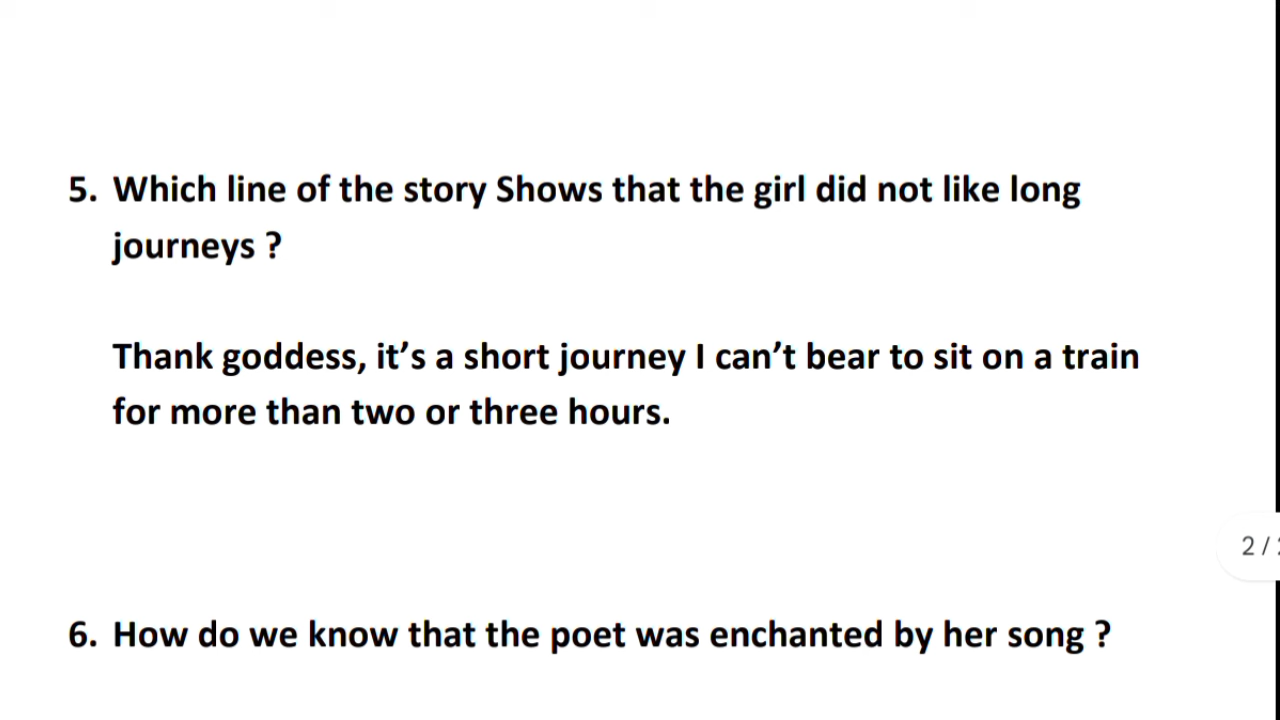 5. Which line of the story Shows that the girl did not like long
journeys ?
Thank goddess, it's a short journey I can't bear to sit on a train
for more than two or three hours.
2 /
6. How do we know that the poet was enchanted by her song ?